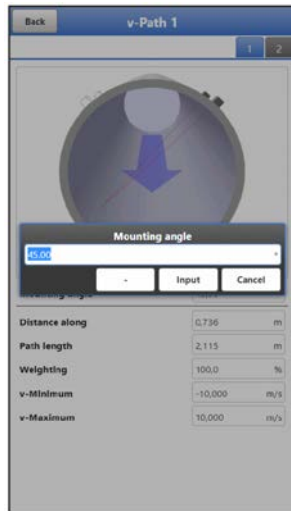 Back
v-Path 1
1 2
Mounting angle
45.00 °
- Input Cancel
Distance along 0,736 m
Path length 2,115 m
Weighting 100,0 %
v-Minimum -10,000 m/s
v-Maximum 10,000 m/s